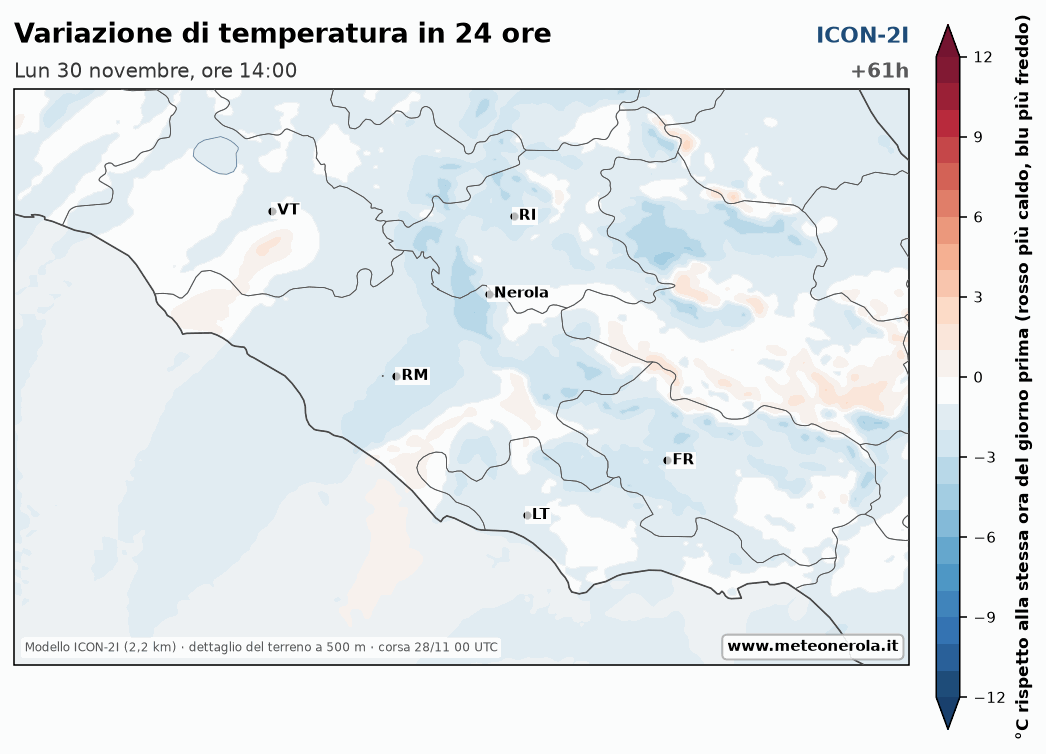 Variazione di temperatura in 24 ore
ICON-2I
Lun 30 novembre, ore 14:00
+61h
VT
RI
Nerola
RM
FR
LT
Modello ICON-2I (2,2 km) · dettaglio del terreno a 500 m · corsa 28/11 00 UTC
www.meteonerola.it
12
9
6
3
0
−3
−6
−9
−12
°C rispetto alla stessa ora del giorno prima (rosso più caldo, blu più freddo)